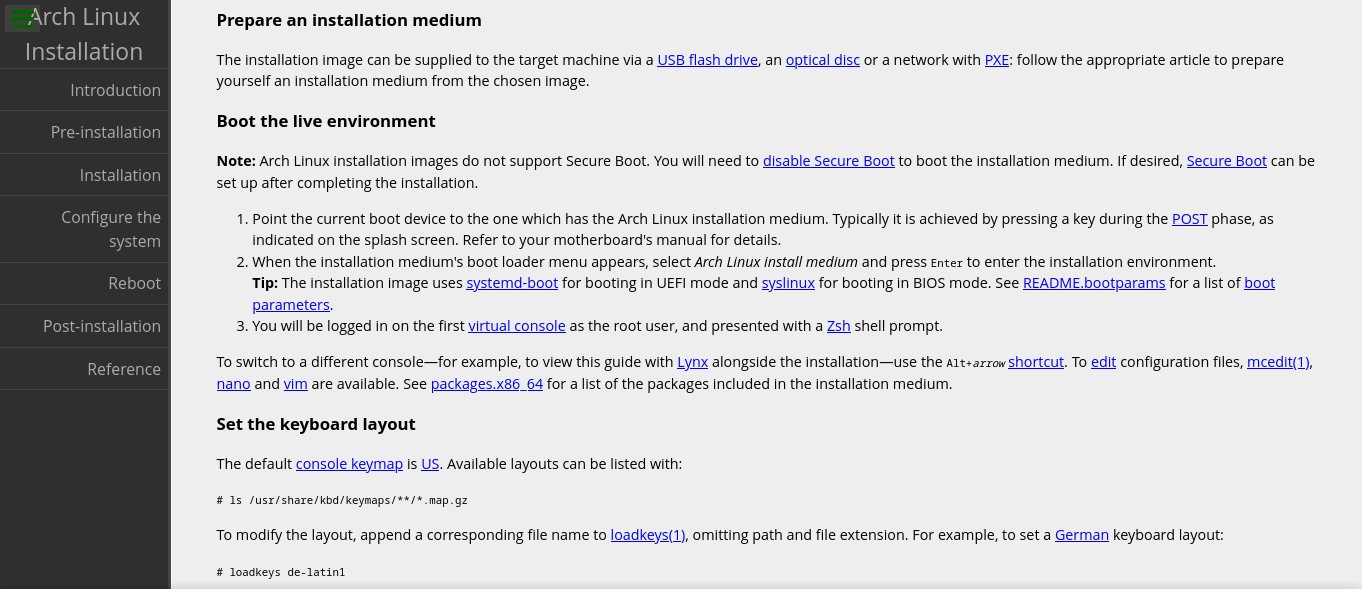 Arch Linux
Installation
Introduction
Pre-installation
Installation
Configure the
system
Reboot
Post-installation
Reference
Prepare an installation medium
The installation image can be supplied to the target machine via a USB flash drive, an optical disc or a network with PXE: follow the appropriate article to prepare
yourself an installation medium from the chosen image.
Boot the live environment
Note: Arch Linux installation images do not support Secure Boot. You will need to disable Secure Boot to boot the installation medium. If desired, Secure Boot can be
set up after completing the installation.
1. Point the current boot device to the one which has the Arch Linux installation medium. Typically it is achieved by pressing a key during the POST phase, as
indicated on the splash screen. Refer to your motherboard's manual for details.
2. When the installation medium's boot loader menu appears, select Arch Linux install medium and press Enter to enter the installation environment.
Tip: The installation image uses systemd-boot for booting in UEFI mode and syslinux for booting in BIOS mode. See README.bootparams for a list of boot
parameters.
3. You will be logged in on the first virtual console as the root user, and presented with a Zsh shell prompt.
To switch to a different console—for example, to view this guide with Lynx alongside the installation—use the Alt+arrow shortcut. To edit configuration files, mcedit(1),
nano and vim are available. See packages.x86_64 for a list of the packages included in the installation medium.
Set the keyboard layout
The default console keymap is US. Available layouts can be listed with:
# ls /usr/share/kbd/keymaps/**/*.map.gz
To modify the layout, append a corresponding file name to loadkeys(1), omitting path and file extension. For example, to set a German keyboard layout:
# loadkeys de-latin1